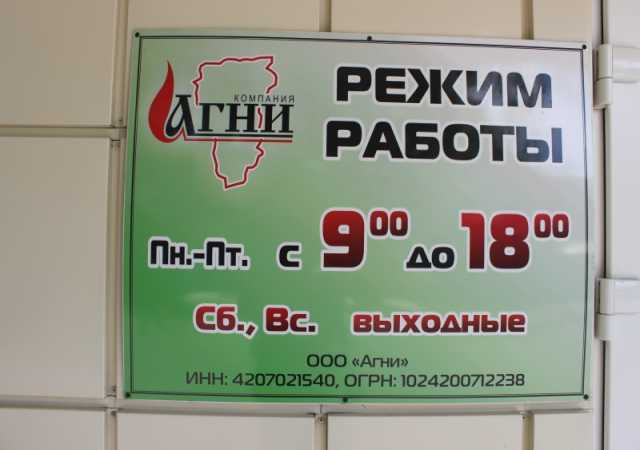 КОМПАНИЯ
АГНИ
РЕЖИМ
РАБОТЫ
Пн.-Пт. с 9⁰⁰ до 18⁰⁰
Сб., Вс. выходные
ООО «Агни»
ИНН: 4207021540, ОГРН: 1024200712238